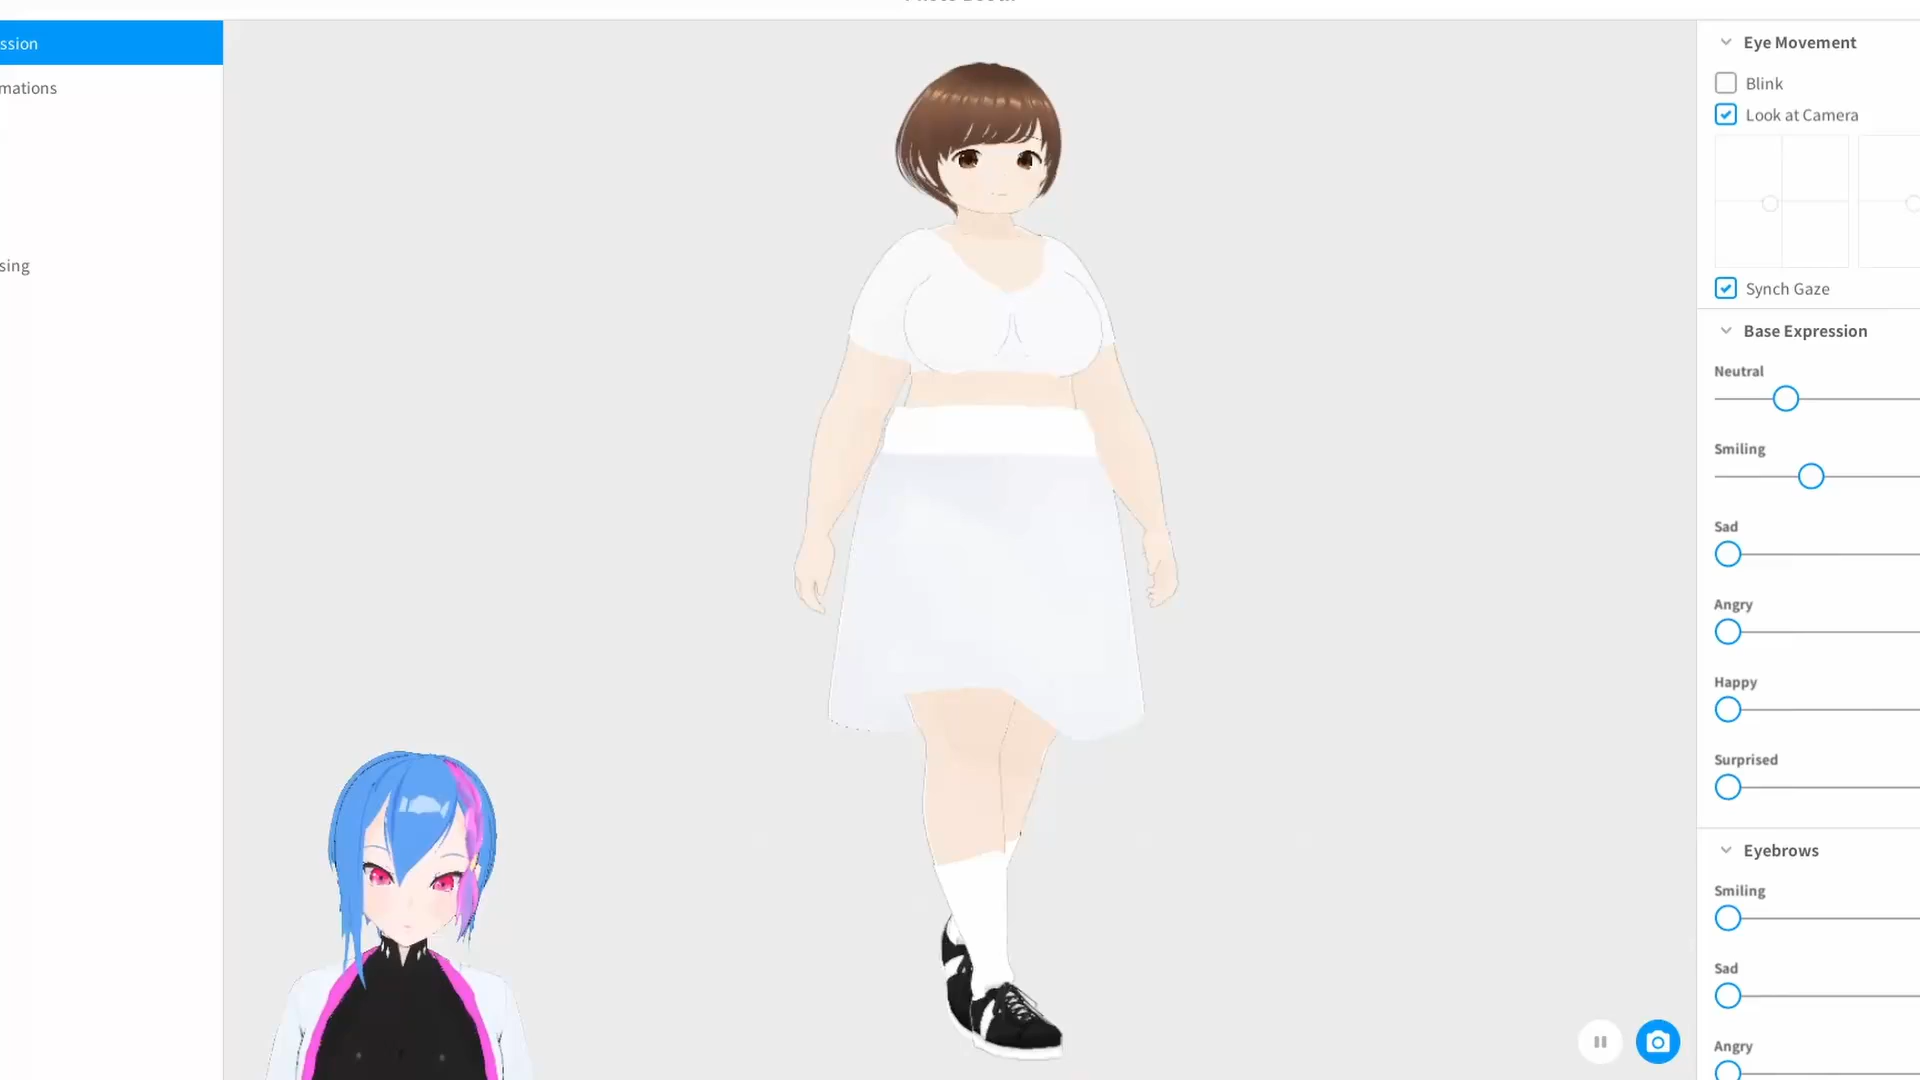 ssion
mations
sing
Eye Movement
Blink
Look at Camera
Synch Gaze
Base Expression
Neutral
Smiling
Sad
Angry
Happy
Surprised
Eyebrows
Smiling
Sad
Angry